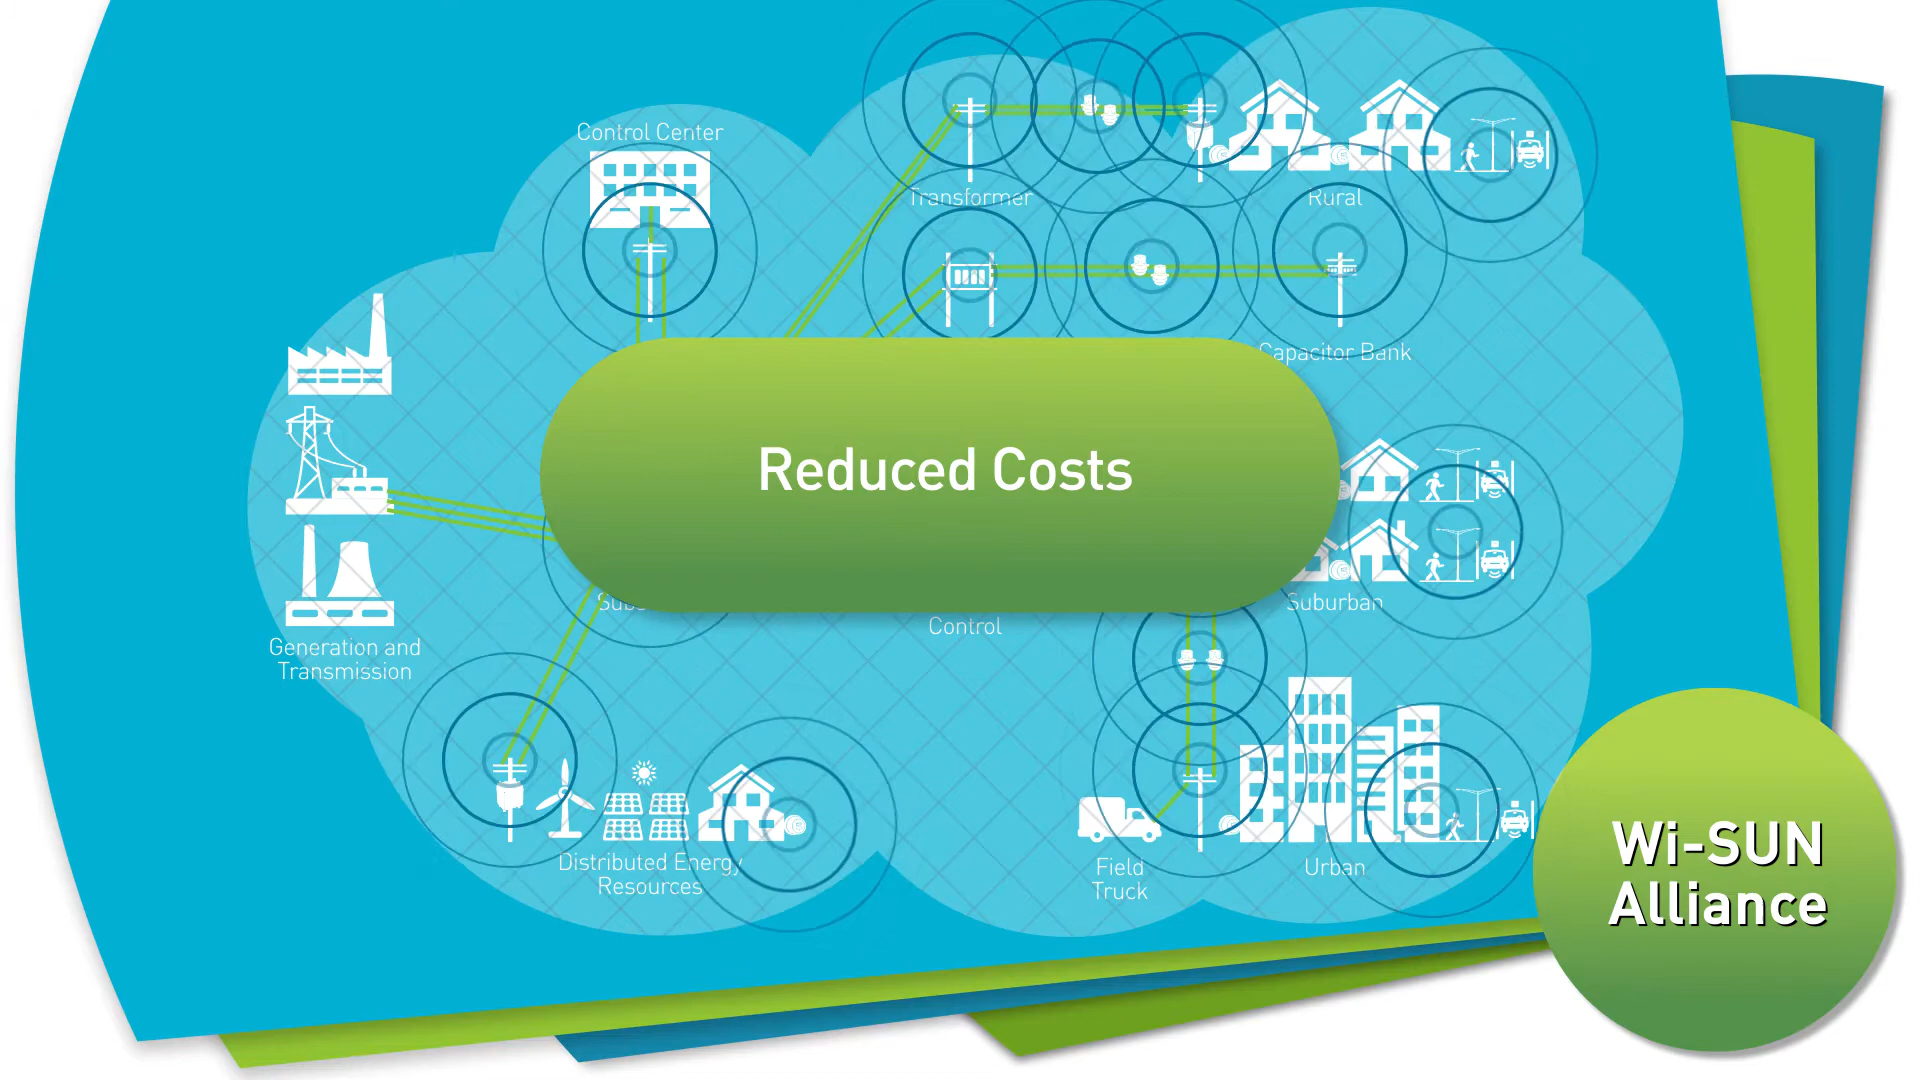 Control Center
Transformer
Rural
Capacitor Bank
Reduced Costs
Suburban
Control
Generation and
Transmission
Distributed Energy
Resources
Field
Truck
Urban
Wi-SUN
Alliance